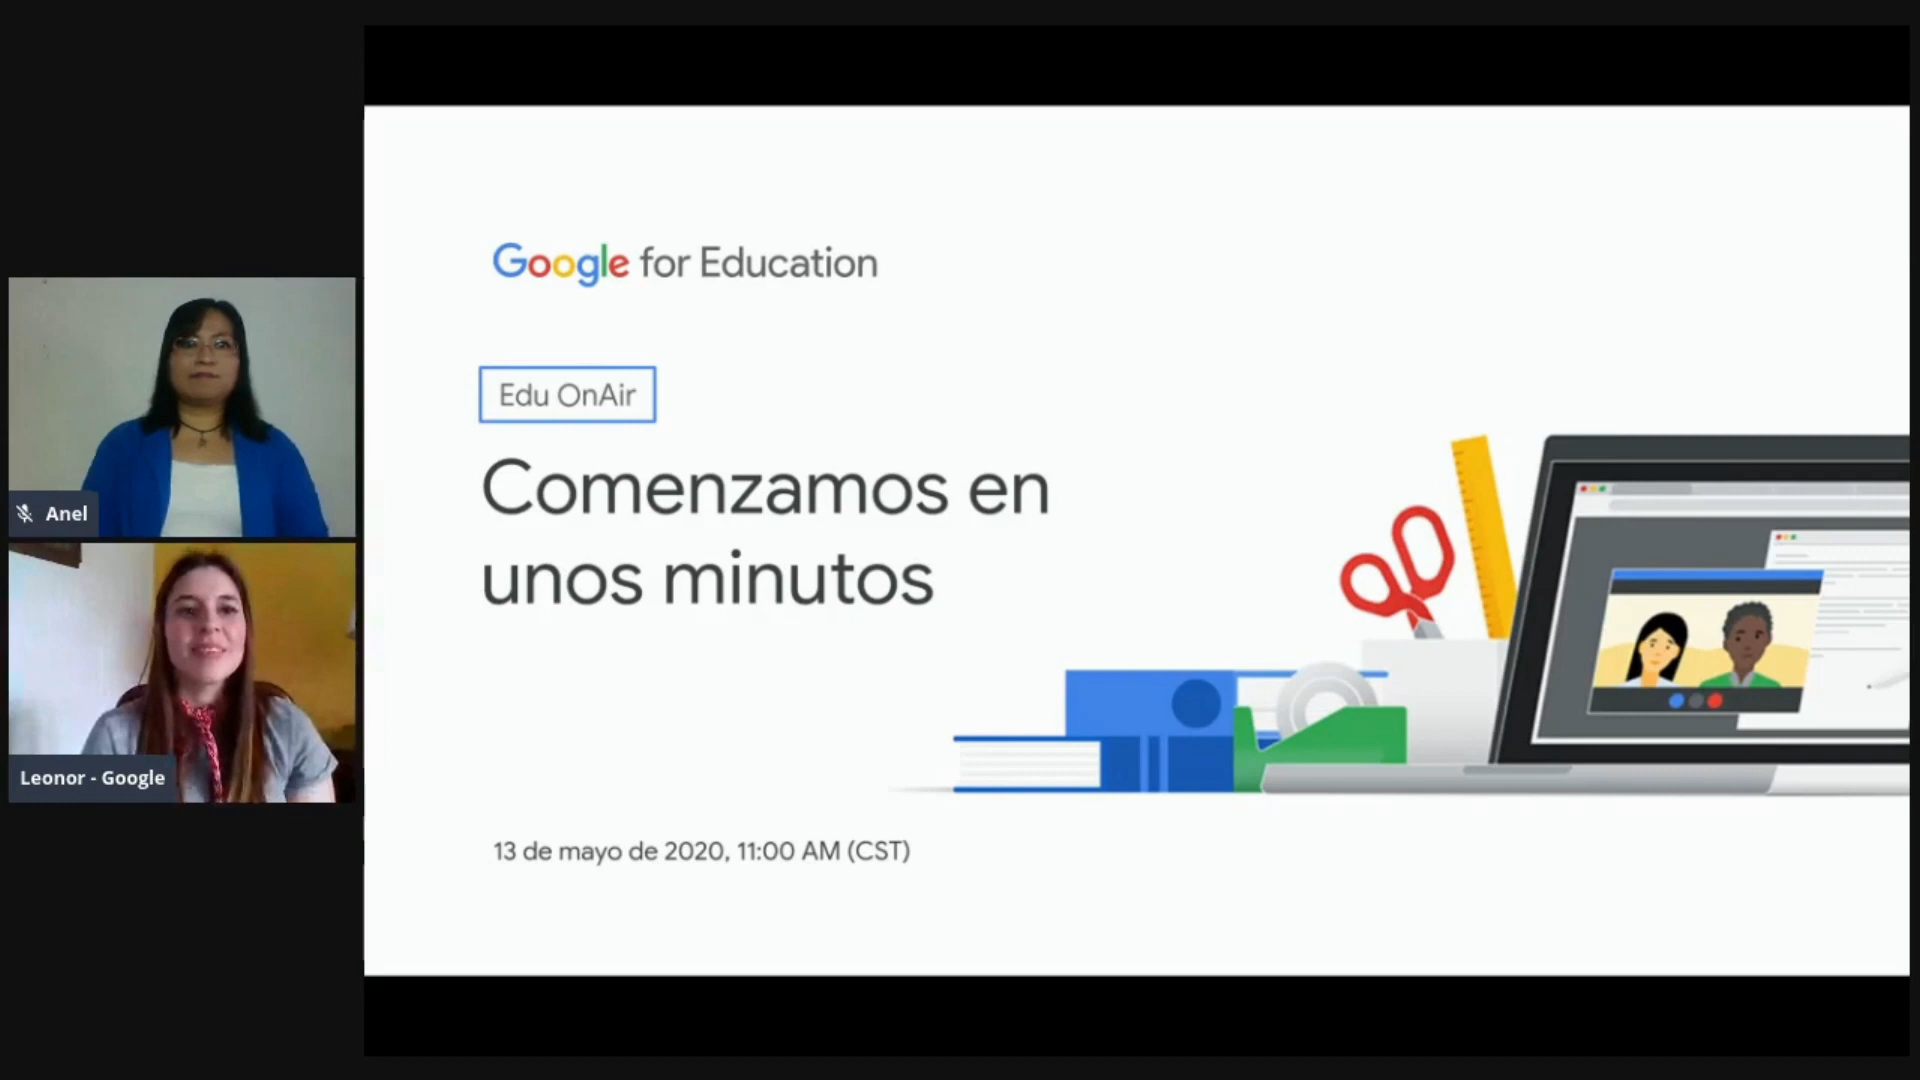 Google for Education
Edu OnAir
Comenzamos en
unos minutos
13 de mayo de 2020, 11:00 AM (CST)
Anel
Leonor - Google